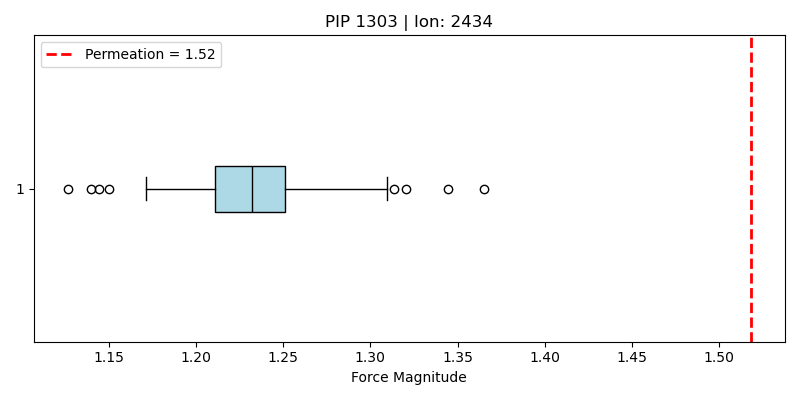 PIP 1303 | Ion: 2434
Permeation = 1.52
1
1.15 1.20 1.25 1.30 1.35 1.40 1.45 1.50
Force Magnitude